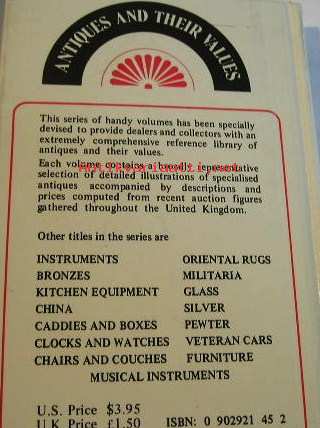 ANTIQUES AND THEIR VALUES
This series of handy volumes has been specially
devised to provide dealers and collectors with an
extremely comprehensive reference library of
antiques and their values.
Each volume contains a broadly representative
selection of detailed illustrations of specialised
antiques accompanied by descriptions and
prices computed from recent auction figures
gathered throughout the United Kingdom.
Other titles in the series are
INSTRUMENTS ORIENTAL RUGS
BRONZES MILITARIA
KITCHEN EQUIPMENT GLASS
CHINA SILVER
CADDIES AND BOXES PEWTER
CLOCKS AND WATCHES VETERAN CARS
CHAIRS AND COUCHES FURNITURE
MUSICAL INSTRUMENTS
U.S. Price $3.95
U.K. Price £1.50 ISBN: 0 902921 45 2